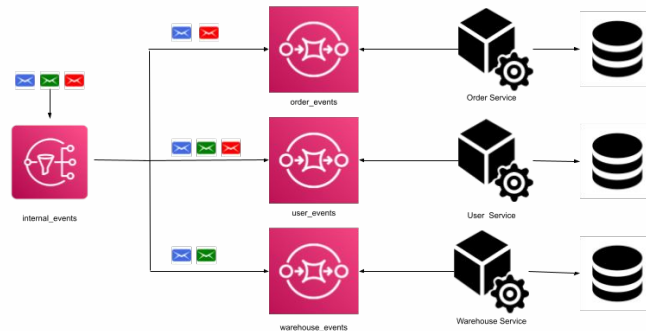 order_events
Order Service
internal_events
user_events
User Service
warehouse_events
Warehouse Service